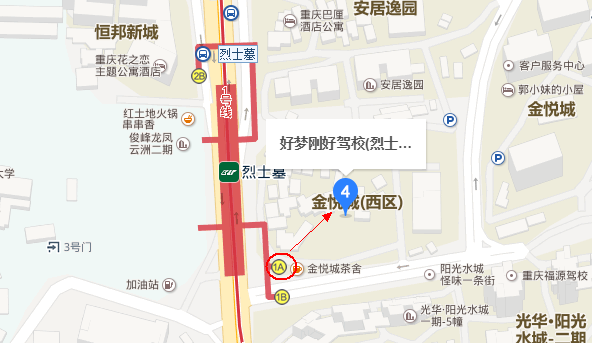 安居逸园
重庆巴厘
酒店公寓
恒邦新城
烈士墓
重庆花之恋
主题公寓酒店
2B
客户服务中心
安居逸园
郭小妹的小屋
1号线
金悦城
红土地火锅
串串香
P
俊峰龙凤
云洲二期
好梦刚好驾校(烈士...
P
烈士墓
大学
4
金悦城(西区)
3号门
1A
金悦城茶舍
阳光水城
怪味一条街
重庆福源驾校
加油站
1B
光华·阳光水城
一期-5幢
光华·阳光
水城-二期